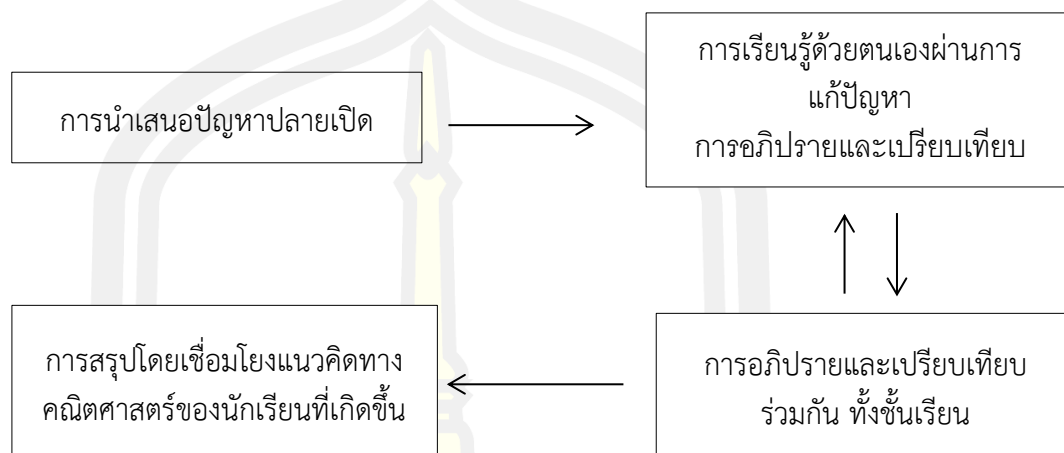 การนำเสนอปัญหาปลายเปิด
การเรียนรู้ด้วยตนเองผ่านการ
แก้ปัญหา
การอภิปรายและเปรียบเทียบ
การอภิปรายและเปรียบเทียบ
ร่วมกัน ทั้งชั้นเรียน
การสรุปโดยเชื่อมโยงแนวคิดทาง
คณิตศาสตร์ของนักเรียนที่เกิดขึ้น